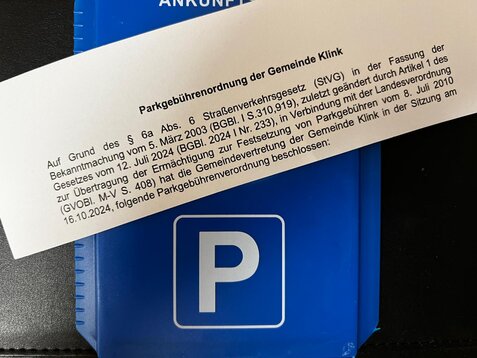 ANKUNFT
Parkgebührenordnung der Gemeinde Klink
Auf Grund des § 6a Abs. 6 Straßenverkehrsgesetz (StVG) in der Fassung der
Bekanntmachung vom 5. März 2003 (BGBl. I S.310,919), zuletzt geändert durch Artikel 1 des
Gesetzes vom 12. Juli 2024 (BGBl. 2024 I Nr. 233), in Verbindung mit der Landesverordnung
zur Übertragung der Ermächtigung zur Festsetzung von Parkgebühren vom 8. Juli 2010
(GVOBl. M-V S. 408) hat die Gemeindevertretung der Gemeinde Klink in der Sitzung am
16.10.2024, folgende Parkgebührenverordnung beschlossen:
P